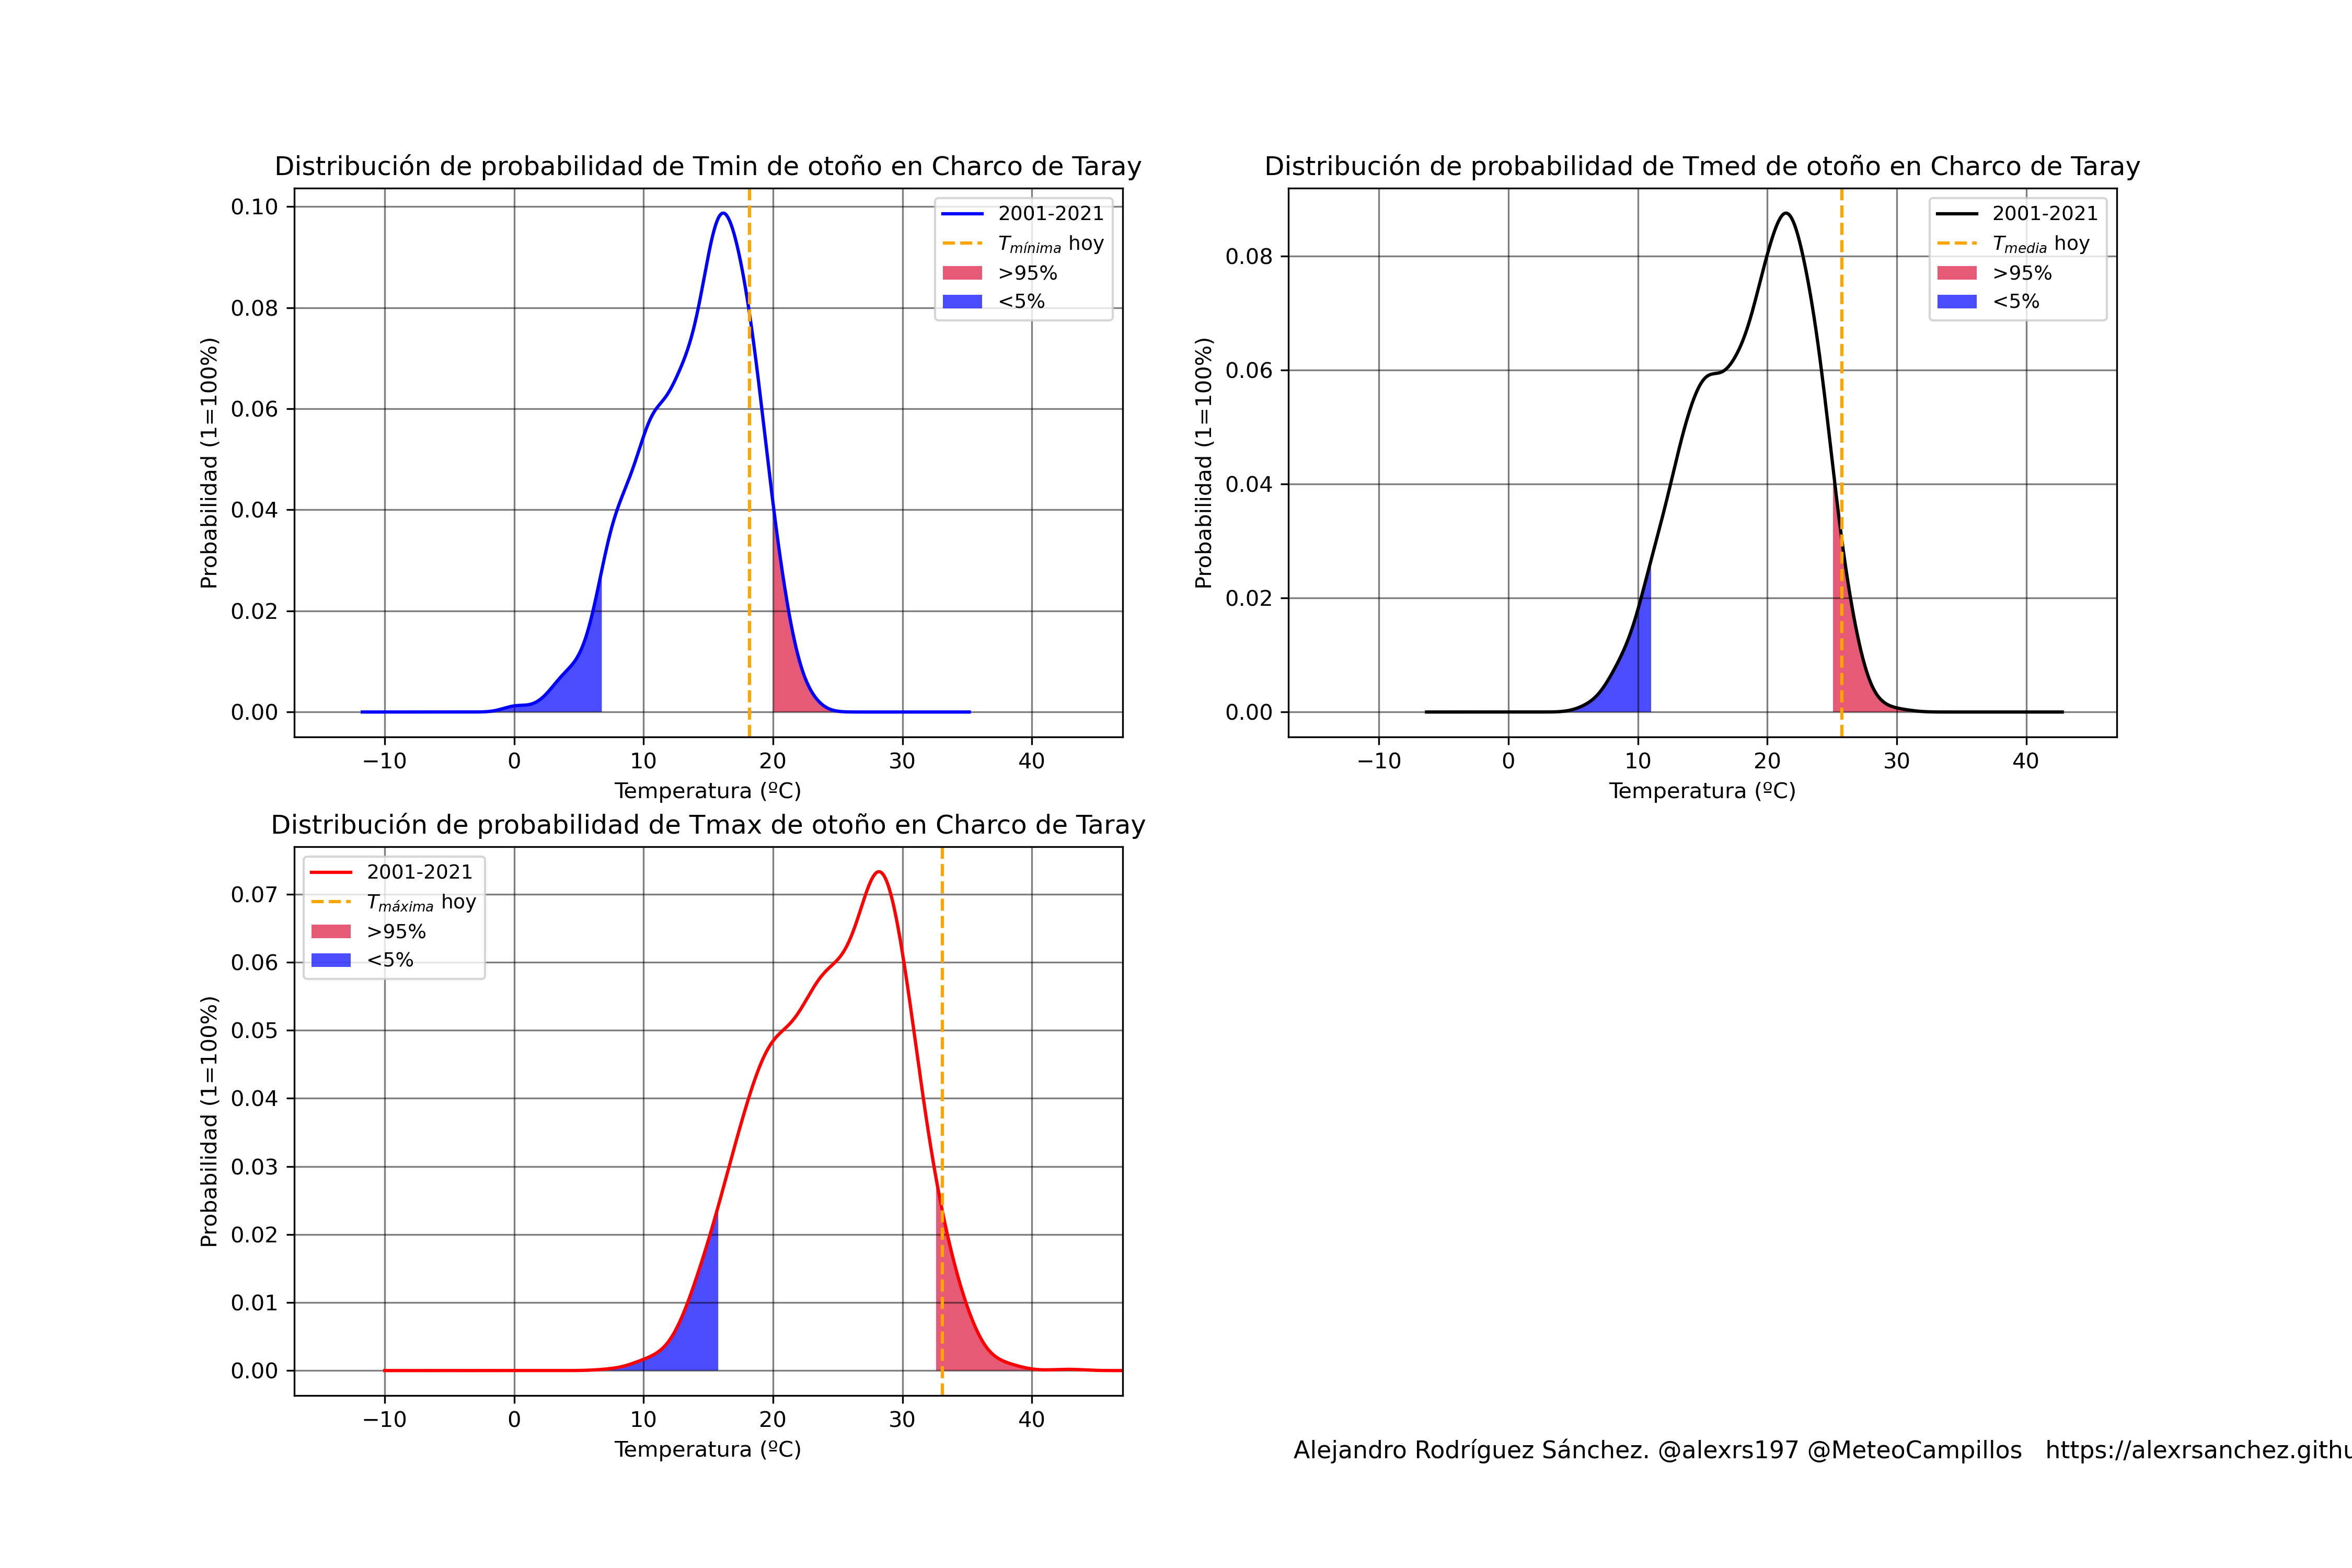 Distribución de probabilidad de Tmin de otoño en Charco de Taray
0.10
0.08
0.06
0.04
0.02
0.00
Probabilidad (1=100%)
2001-2021
Tmínima hoy
>95%
<5%
−10 0 10 20 30 40
Temperatura (ºC)
Distribución de probabilidad de Tmed de otoño en Charco de Taray
0.08
0.06
0.04
0.02
0.00
Probabilidad (1=100%)
2001-2021
Tmedia hoy
>95%
<5%
−10 0 10 20 30 40
Temperatura (ºC)
Distribución de probabilidad de Tmax de otoño en Charco de Taray
0.07
0.06
0.05
0.04
0.03
0.02
0.01
0.00
Probabilidad (1=100%)
2001-2021
Tmáxima hoy
>95%
<5%
−10 0 10 20 30 40
Temperatura (ºC)
Alejandro Rodríguez Sánchez. @alexrs197 @MeteoCampillos https://alexrsanchez.githu